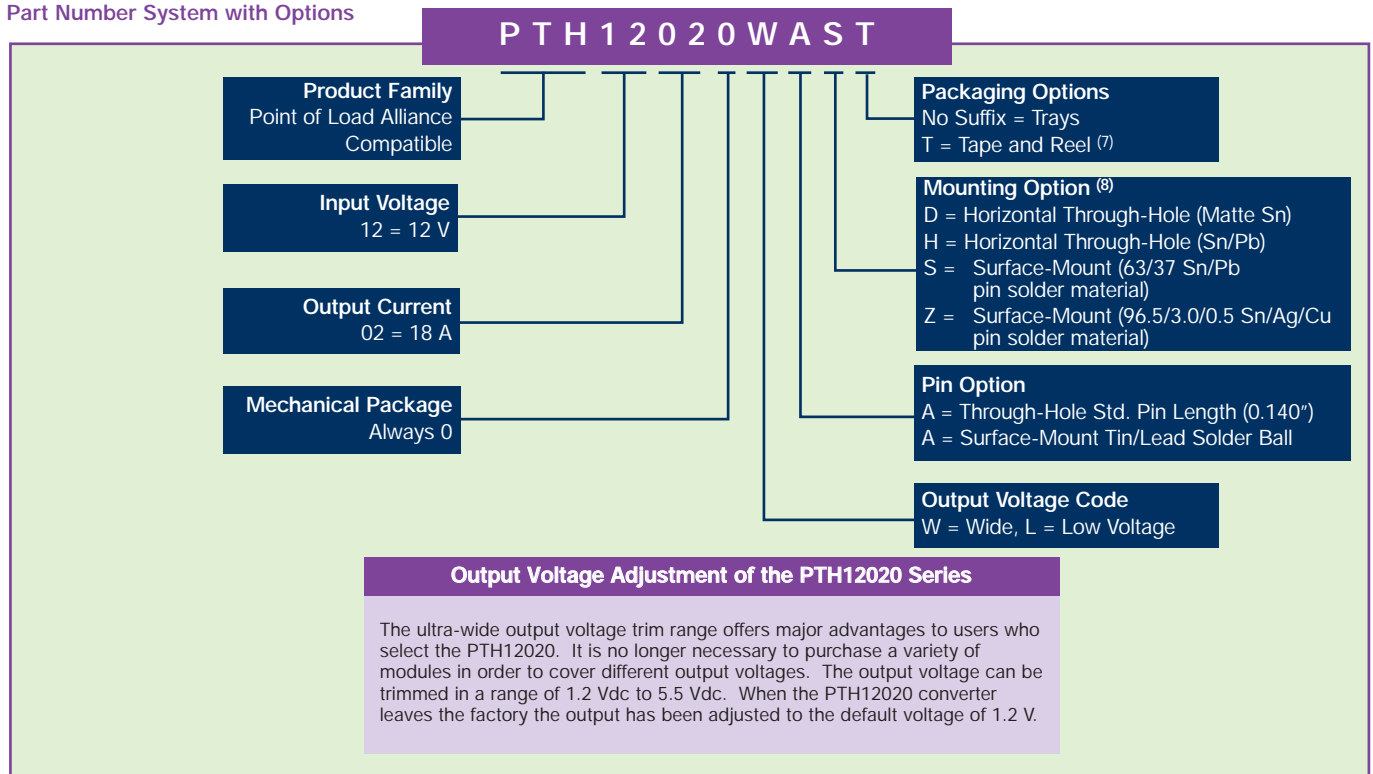 Part Number System with Options
PTH12020WAST
Product Family
Point of Load Alliance
Compatible
Input Voltage
12 = 12 V
Output Current
02 = 18 A
Mechanical Package
Always 0
Packaging Options
No Suffix = Trays
T = Tape and Reel (7)
Mounting Option (8)
D = Horizontal Through-Hole (Matte Sn)
H = Horizontal Through-Hole (Sn/Pb)
S = Surface-Mount (63/37 Sn/Pb
pin solder material)
Z = Surface-Mount (96.5/3.0/0.5 Sn/Ag/Cu
pin solder material)
Pin Option
A = Through-Hole Std. Pin Length (0.140″)
A = Surface-Mount Tin/Lead Solder Ball
Output Voltage Code
W = Wide, L = Low Voltage
Output Voltage Adjustment of the PTH12020 Series
The ultra-wide output voltage trim range offers major advantages to users who
select the PTH12020. It is no longer necessary to purchase a variety of
modules in order to cover different output voltages. The output voltage can be
trimmed in a range of 1.2 Vdc to 5.5 Vdc. When the PTH12020 converter
leaves the factory the output has been adjusted to the default voltage of 1.2 V.